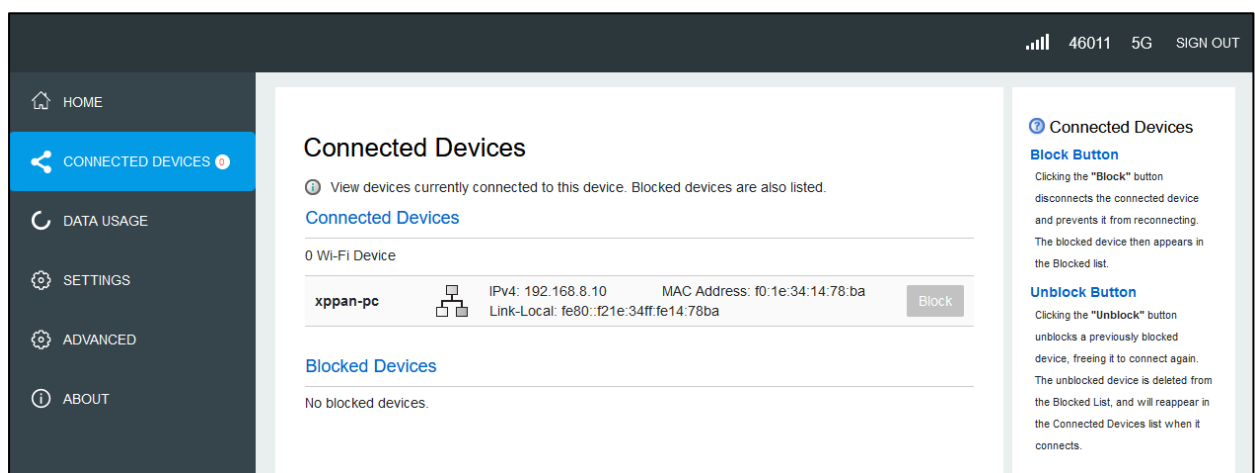 46011 5G SIGN OUT
HOME
CONNECTED DEVICES 0
DATA USAGE
SETTINGS
ADVANCED
ABOUT
Connected Devices
View devices currently connected to this device. Blocked devices are also listed.
Connected Devices
0 Wi-Fi Device
xppan-pc
IPv4: 192.168.8.10 MAC Address: f0:1e:34:14:78:ba
Link-Local: fe80::f21e:34ff:fe14:78ba
Block
Blocked Devices
No blocked devices.
Connected Devices
Block Button
Clicking the "Block" button
disconnects the connected device
and prevents it from reconnecting.
The blocked device then appears in
the Blocked list.
Unblock Button
Clicking the "Unblock" button
unblocks a previously blocked
device, freeing it to connect again.
The unblocked device is deleted from
the Blocked List, and will reappear in
the Connected Devices list when it
connects.